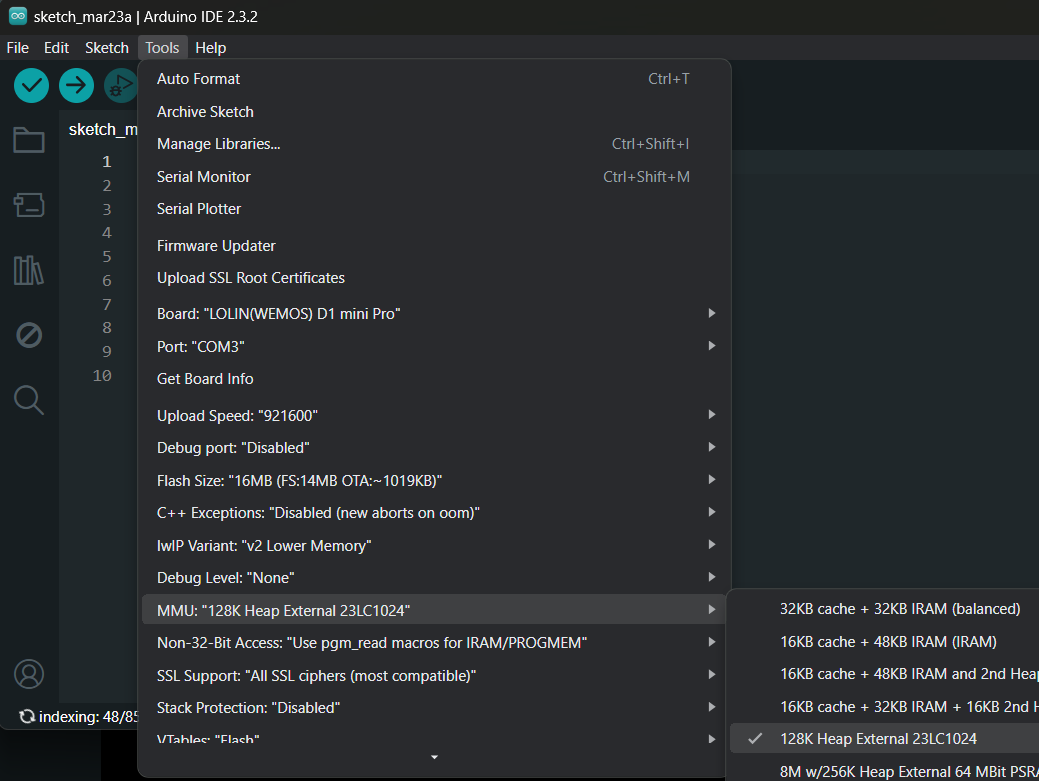 sketch_mar23a | Arduino IDE 2.3.2
File Edit Sketch Tools Help
Auto Format Ctrl+T
Archive Sketch
sketch_m
Manage Libraries... Ctrl+Shift+I
1
Serial Monitor Ctrl+Shift+M
2
Serial Plotter
3
4
Firmware Updater
5
Upload SSL Root Certificates
6
7
Board: "LOLIN(WEMOS) D1 mini Pro"
8
Port: "COM3"
9
Get Board Info
10
Upload Speed: "921600"
Debug port: "Disabled"
Flash Size: "16MB (FS:14MB OTA:~1019KB)"
C++ Exceptions: "Disabled (new aborts on oom)"
lwIP Variant: "v2 Lower Memory"
Debug Level: "None"
MMU: "128K Heap External 23LC1024"
32KB cache + 32KB IRAM (balanced)
Non-32-Bit Access: "Use pgm_read macros for IRAM/PROGMEM"
16KB cache + 48KB IRAM (IRAM)
SSL Support: "All SSL ciphers (most compatible)"
16KB cache + 48KB IRAM and 2nd Heap
Stack Protection: "Disabled"
16KB cache + 32KB IRAM + 16KB 2nd H
indexing: 48/85
VTables: "Flash"
128K Heap External 23LC1024
8M w/256K Heap External 64 MBit PSRA